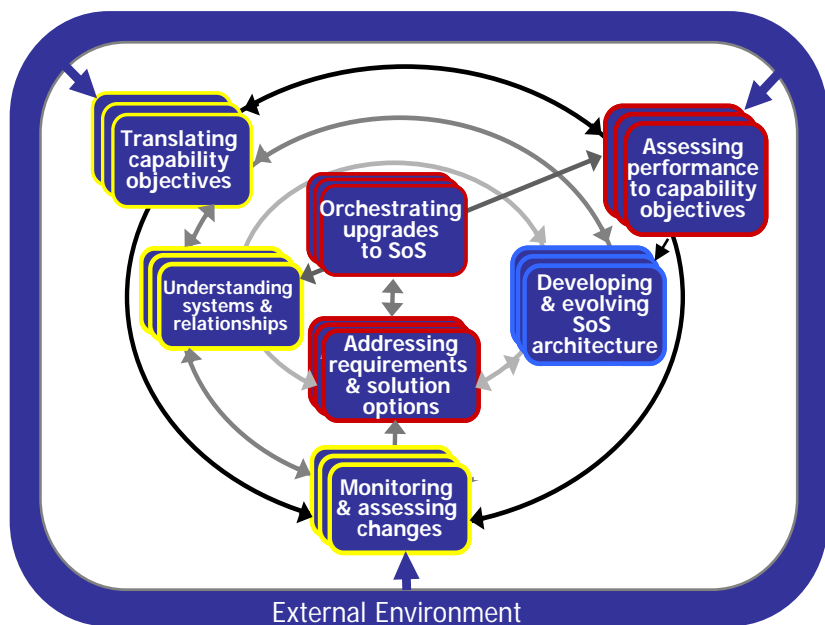 Translating
capability
objectives
Assessing
performance
to capability
objectives
Orchestrating
upgrades
to SoS
Understanding
systems &
relationships
Developing
& evolving
SoS
architecture
Addressing
requirements
& solution
options
Monitoring
& assessing
changes
External Environment